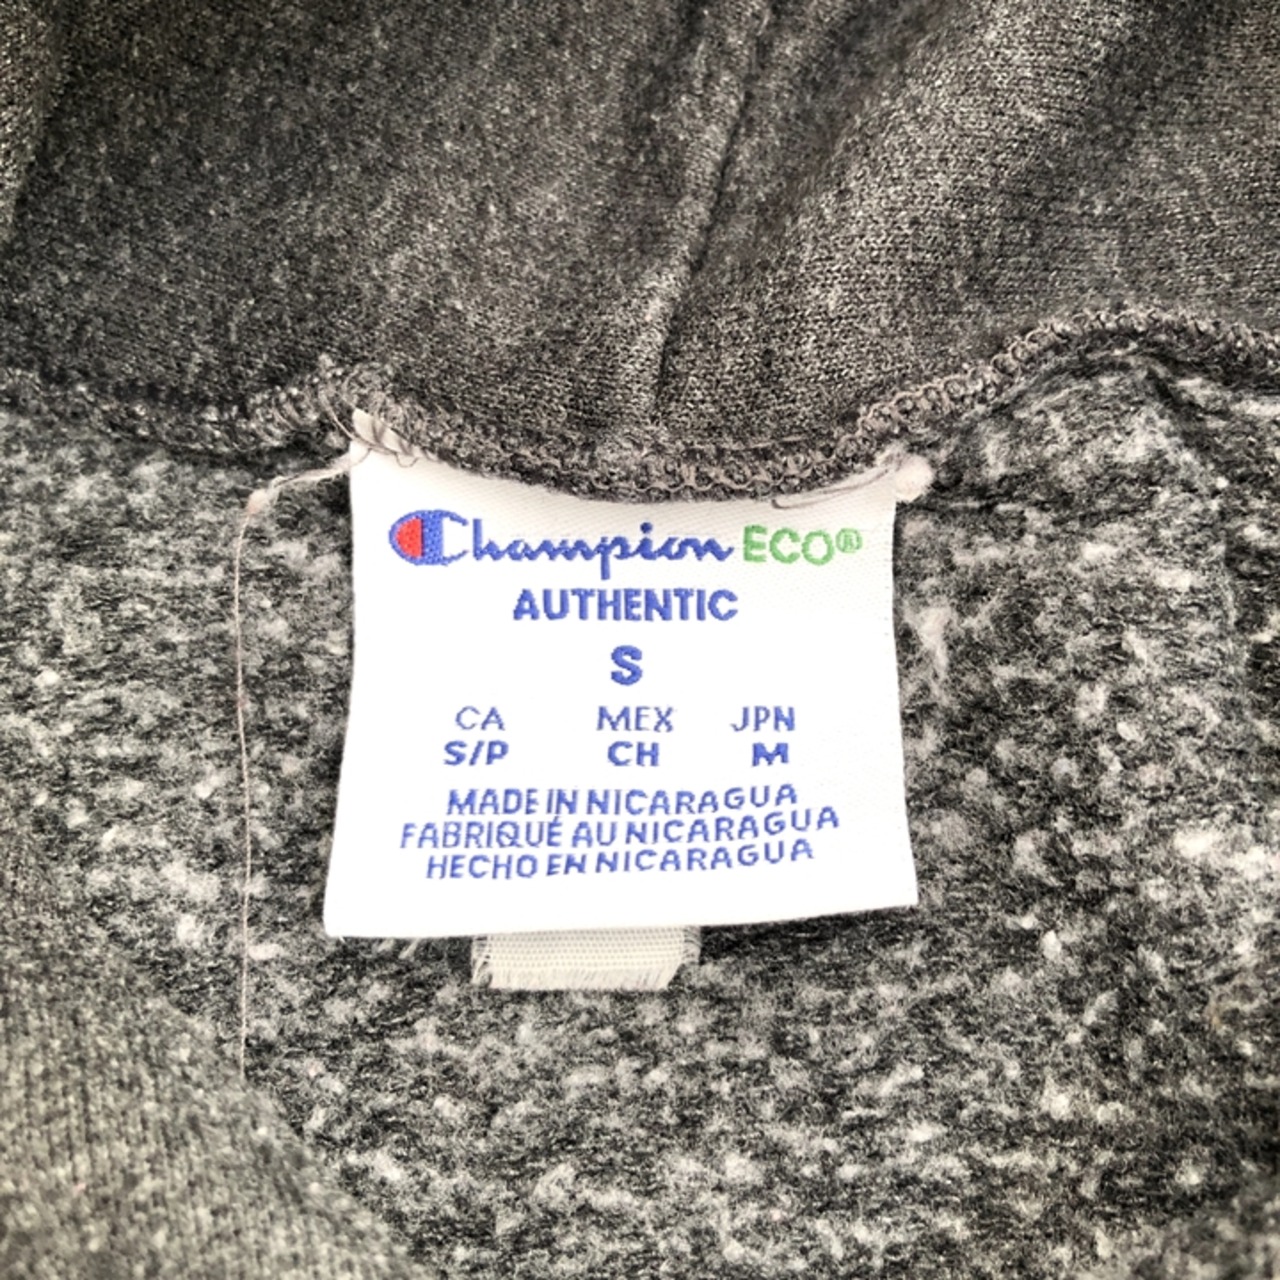 Champion ECO®
AUTHENTIC
S
CA MEX JPN
S/P CH M
MADE IN NICARAGUA
FABRIQUÉ AU NICARAGUA
HECHO EN NICARAGUA